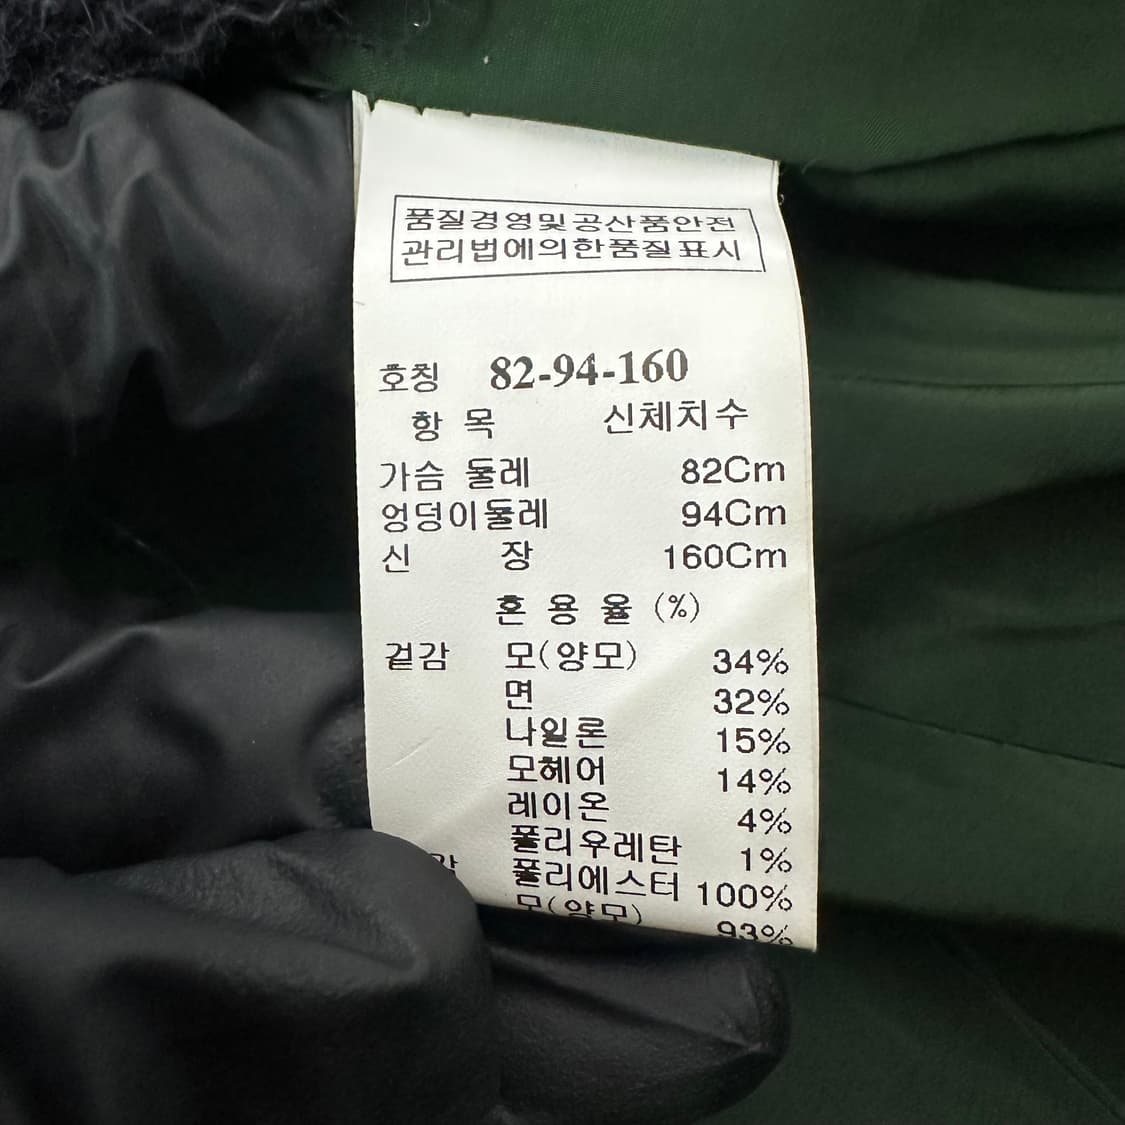 품질경영및공산품안전
관리법에의한품질표시
호칭 82-94-160
항 목 신체치수
가슴 둘레 82Cm
엉덩이둘레 94Cm
신 장 160Cm
혼 용 율 (%)
겉감 모(양모) 34%
면 32%
나일론 15%
모헤어 14%
레이온 4%
폴리우레탄 1%
폴리에스터 100%
모(양모) 93%